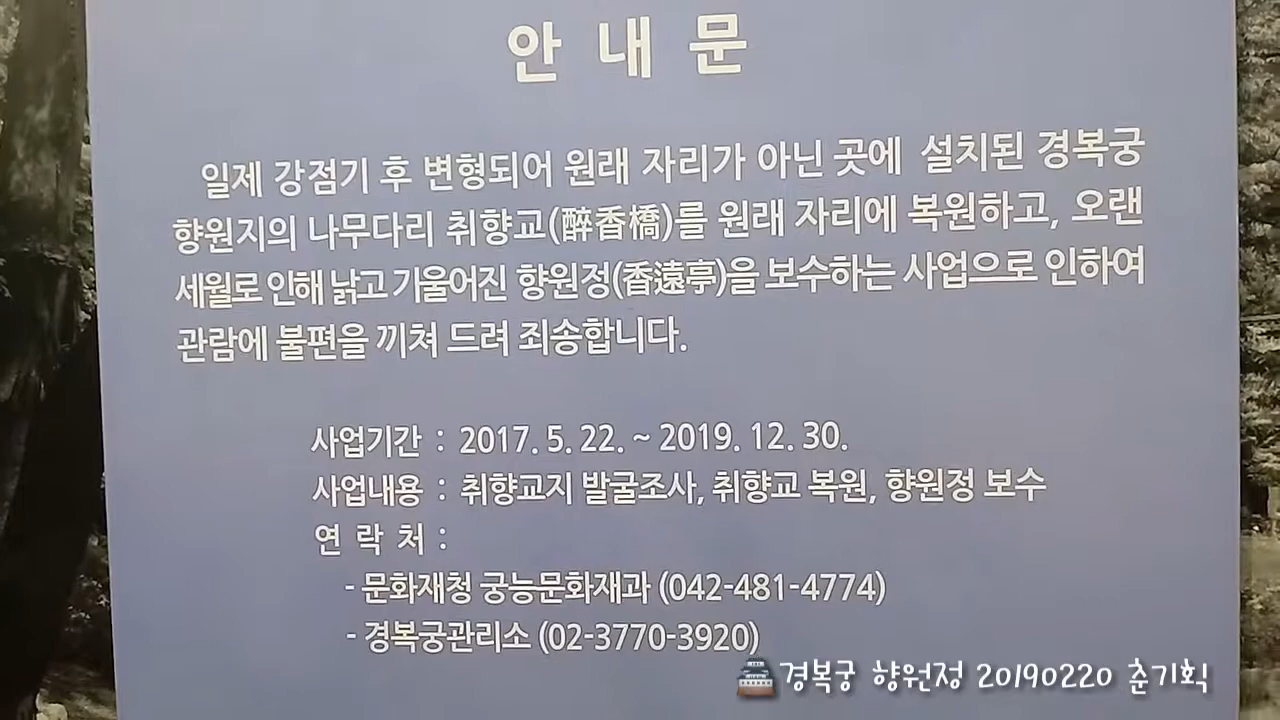 안 내 문
일제 강점기 후 변형되어 원래 자리가 아닌 곳에 설치된 경복궁
향원지의 나무다리 취향교(醉香橋)를 원래 자리에 복원하고, 오랜
세월로 인해 낡고 기울어진 향원정(香遠亭)을 보수하는 사업으로 인하여
관람에 불편을 끼쳐 드려 죄송합니다.
사업기간 : 2017. 5. 22. ~ 2019. 12. 30.
사업내용 : 취향교지 발굴조사, 취향교 복원, 향원정 보수
연 락 처 :
- 문화재청 궁능문화재과 (042-481-4774)
- 경복궁관리소 (02-3770-3920)
경복궁 향원정 20190220 춘기획